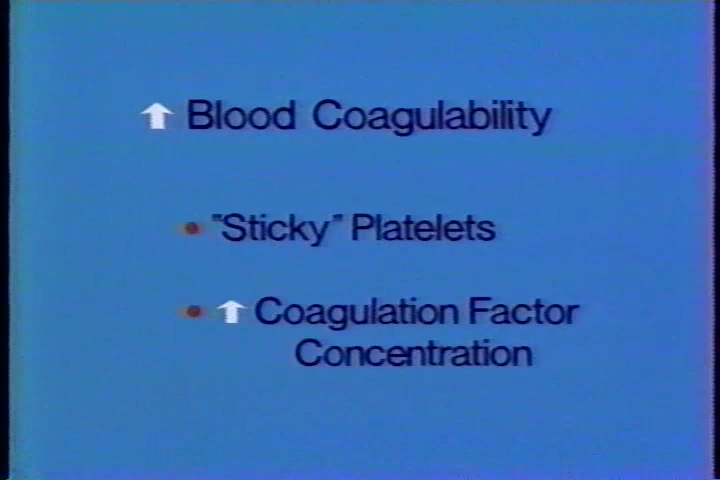 ⬆ Blood Coagulability
• "Sticky" Platelets
• ⬆ Coagulation Factor
Concentration